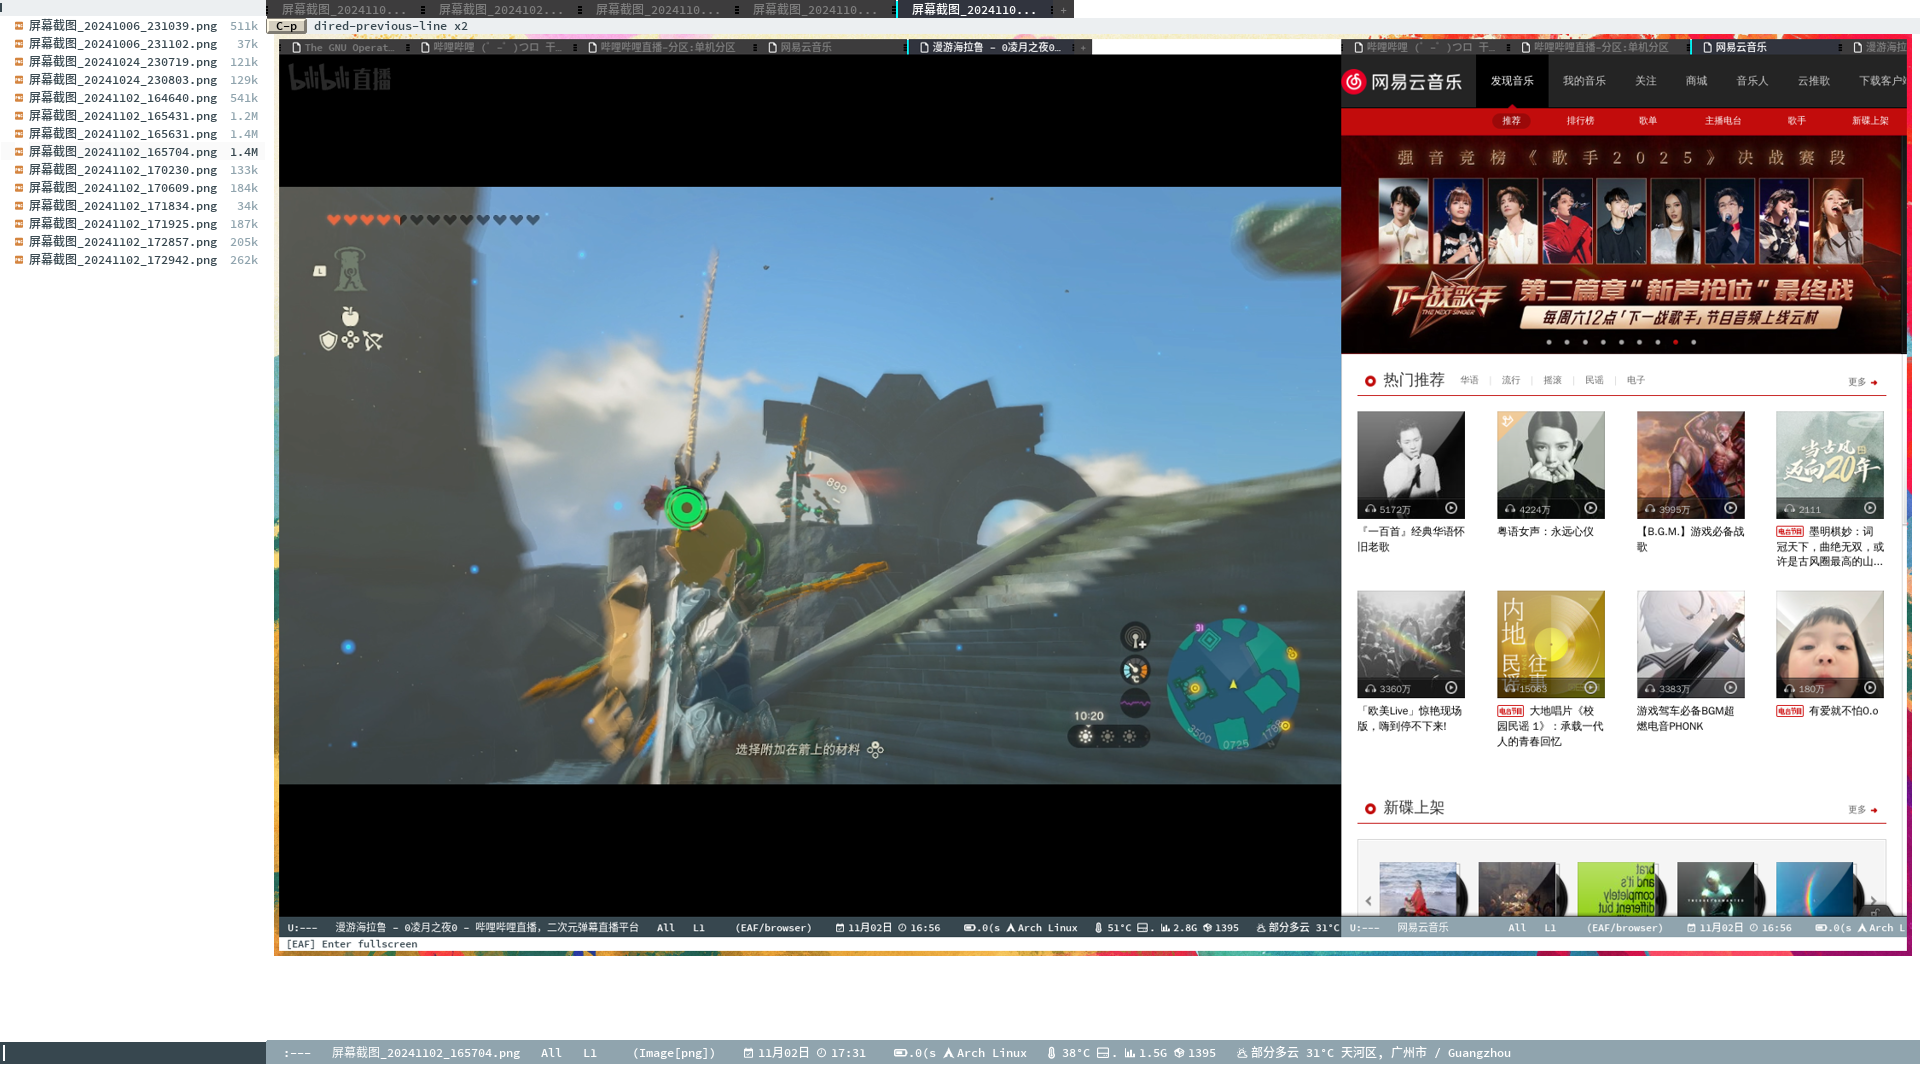 屏幕截图_20241006_231039.png 511k
屏幕截图_20241006_231102.png 37k
屏幕截图_20241024_230719.png 121k
屏幕截图_20241024_230803.png 129k
屏幕截图_20241102_164640.png 541k
屏幕截图_20241102_165431.png 1.2M
屏幕截图_20241102_165631.png 1.4M
屏幕截图_20241102_165704.png 1.4M
屏幕截图_20241102_170230.png 133k
屏幕截图_20241102_170609.png 184k
屏幕截图_20241102_171834.png 34k
屏幕截图_20241102_171925.png 187k
屏幕截图_20241102_172857.png 205k
屏幕截图_20241102_172942.png 262k
屏幕截图_2024110... 屏幕截图_2024102... 屏幕截图_2024110... 屏幕截图_2024110... 屏幕截图_2024110... +
C-p dired-previous-line x2
The GNU Operat… 哔哩哔哩 (゜-゜)つロ 干… 哔哩哔哩直播-分区:单机分区 网易云音乐 漫游海拉鲁 - 0凌月之夜0… +
bilibili 直播
L
899
10:20
3500 0725 1768
N
选择附加在箭上的材料
哔哩哔哩 (゜-゜)つロ 干… 哔哩哔哩直播-分区:单机分区 网易云音乐 漫游海拉
网易云音乐 发现音乐 我的音乐 关注 商城 音乐人 云推歌 下载客户端
推荐 排行榜 歌单 主播电台 歌手 新碟上架
强音竞榜《歌手2025》决战赛段
下一战歌手 THE NEXT SINGER
第二篇章“新声抢位”最终战
每周六12点「下一战歌手」节目音频上线云村
热门推荐 华语 | 流行 | 摇滚 | 民谣 | 电子 更多
当古风迈向20年
5172万 4224万 3995万 2111
『一百首』经典华语怀旧老歌
粤语女声：永远心仪
【B.G.M.】游戏必备战歌
电台节目 墨明棋妙：词冠天下，曲绝无双，或许是古风圈最高的山...
内地民谣往事
3360万 15063 3383万 180万
「欧美Live」惊艳现场版，嗨到停不下来!
电台节目 大地唱片《校园民谣 1》：承载一代人的青春回忆
游戏驾车必备BGM超燃电音PHONK
电台节目 有爱就不怕0.o
新碟上架 更多
brat and it's completely different but
U:--- 漫游海拉鲁 - 0凌月之夜0 - 哔哩哔哩直播，二次元弹幕直播平台 All L1 (EAF/browser) 11月02日 16:56 .0(s Arch Linux 51°C . 2.8G 1395 部分多云 31°C
U:--- 网易云音乐 All L1 (EAF/browser) 11月02日 16:56 .0(s Arch L
[EAF] Enter fullscreen
:--- 屏幕截图_20241102_165704.png All L1 (Image[png]) 11月02日 17:31 .0(s Arch Linux 38°C . 1.5G 1395 部分多云 31°C 天河区, 广州市 / Guangzhou